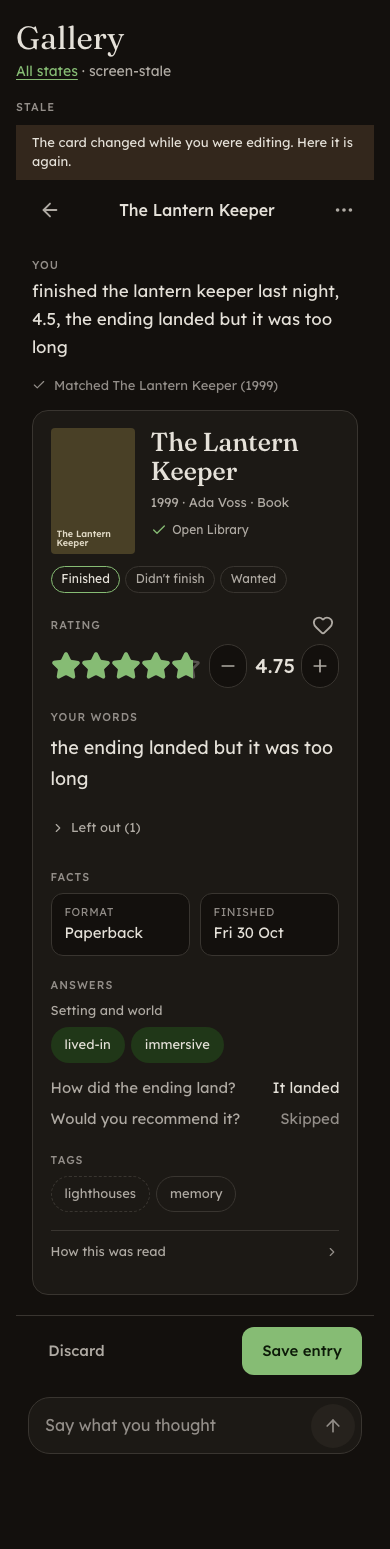 Gallery
All states · screen-stale
STALE
The card changed while you were editing. Here it is
again.
The Lantern Keeper
YOU
finished the lantern keeper last night,
4.5, the ending landed but it was too
long
Matched The Lantern Keeper (1999)
The Lantern
Keeper
1999 · Ada Voss · Book
Open Library
The Lantern
Keeper
Finished
Didn't finish
Wanted
RATING
4.75
YOUR WORDS
the ending landed but it was too
long
Left out (1)
FACTS
FORMAT
Paperback
FINISHED
Fri 30 Oct
ANSWERS
Setting and world
lived-in
immersive
How did the ending land? It landed
Would you recommend it? Skipped
TAGS
lighthouses
memory
How this was read
Discard
Save entry
Say what you thought